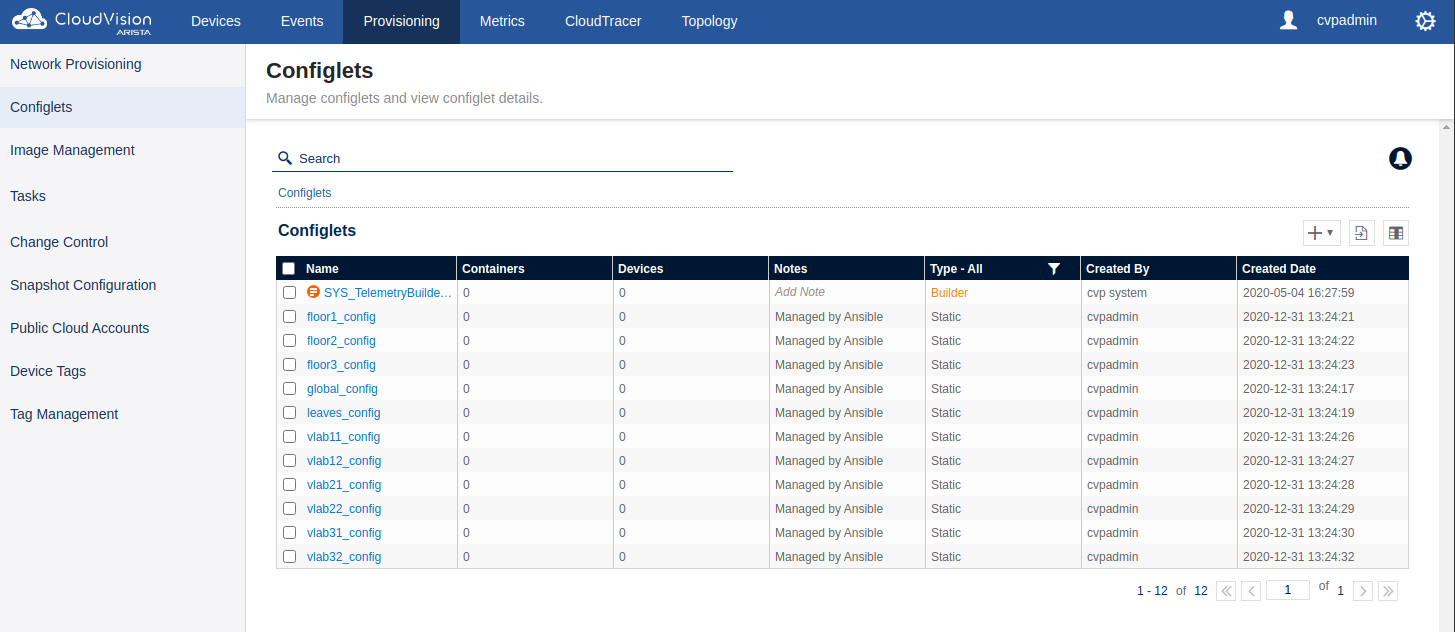 CloudVision Devices Events Provisioning Metrics CloudTracer Topology cvpadmin
ARISTA
Network Provisioning
Configlets
Image Management
Tasks
Change Control
Snapshot Configuration
Public Cloud Accounts
Device Tags
Tag Management
Configlets
Manage configlets and view configlet details.
Search
Configlets
Configlets
Name Containers Devices Notes Type - All Created By Created Date
SYS_TelemetryBuilde... 0 0 Add Note Builder cvp system 2020-05-04 16:27:59
floor1_config 0 0 Managed by Ansible Static cvpadmin 2020-12-31 13:24:21
floor2_config 0 0 Managed by Ansible Static cvpadmin 2020-12-31 13:24:22
floor3_config 0 0 Managed by Ansible Static cvpadmin 2020-12-31 13:24:23
global_config 0 0 Managed by Ansible Static cvpadmin 2020-12-31 13:24:17
leaves_config 0 0 Managed by Ansible Static cvpadmin 2020-12-31 13:24:19
vlab11_config 0 0 Managed by Ansible Static cvpadmin 2020-12-31 13:24:26
vlab12_config 0 0 Managed by Ansible Static cvpadmin 2020-12-31 13:24:27
vlab21_config 0 0 Managed by Ansible Static cvpadmin 2020-12-31 13:24:28
vlab22_config 0 0 Managed by Ansible Static cvpadmin 2020-12-31 13:24:29
vlab31_config 0 0 Managed by Ansible Static cvpadmin 2020-12-31 13:24:30
vlab32_config 0 0 Managed by Ansible Static cvpadmin 2020-12-31 13:24:32
1 - 12 of 12 1 of 1